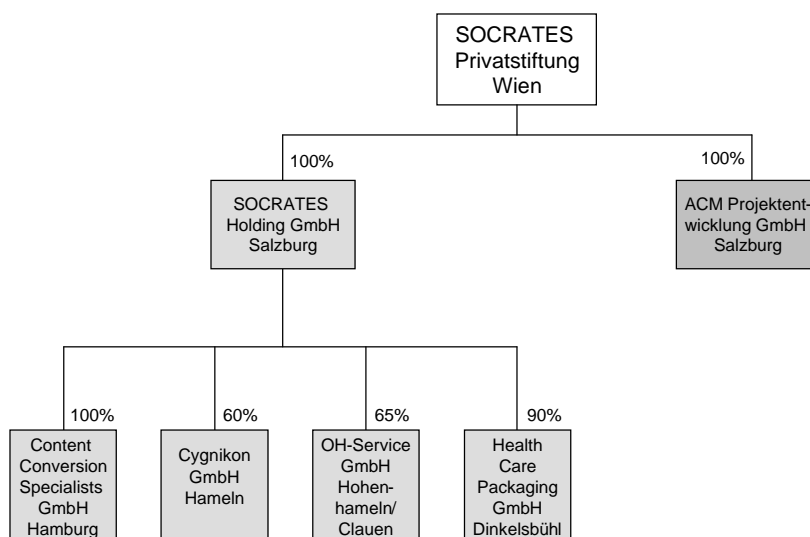 SOCRATES
Privatstiftung
Wien
100%
100%
SOCRATES
Holding GmbH
Salzburg
ACM Projektent-
wicklung GmbH
Salzburg
100%
60%
65%
90%
Content
Conversion
Specialists
GmbH
Hamburg
Cygnikon
GmbH
Hameln
OH-Service
GmbH
Hohen-
hameln/
Clauen
Health
Care
Packaging
GmbH
Dinkelsbühl